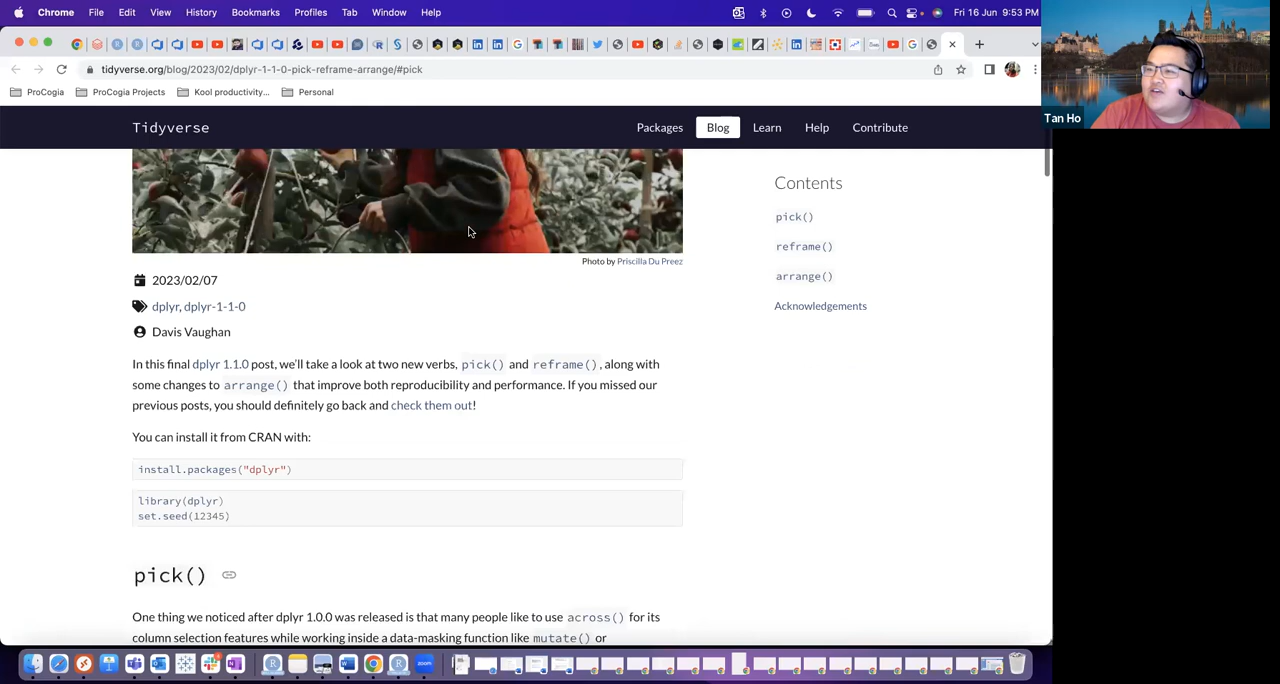 Chrome File Edit View History Bookmarks Profiles Tab Window Help
Fri 16 Jun 9:53 PM
tidyverse.org/blog/2023/02/dplyr-1-1-0-pick-reframe-arrange/#pick
ProCogia ProCogia Projects Kool productivity... Personal
Tan Ho
Tidyverse
Packages Blog Learn Help Contribute
Contents
pick()
reframe()
arrange()
Acknowledgements
Photo by Priscilla Du Preez
2023/02/07
dplyr, dplyr-1-1-0
Davis Vaughan
In this final dplyr 1.1.0 post, we'll take a look at two new verbs, pick() and reframe(), along with
some changes to arrange() that improve both reproducibility and performance. If you missed our
previous posts, you should definitely go back and check them out!
You can install it from CRAN with:
install.packages("dplyr")
library(dplyr)
set.seed(12345)
pick()
One thing we noticed after dplyr 1.0.0 was released is that many people like to use across() for its
column selection features while working inside a data-masking function like mutate() or
zoom